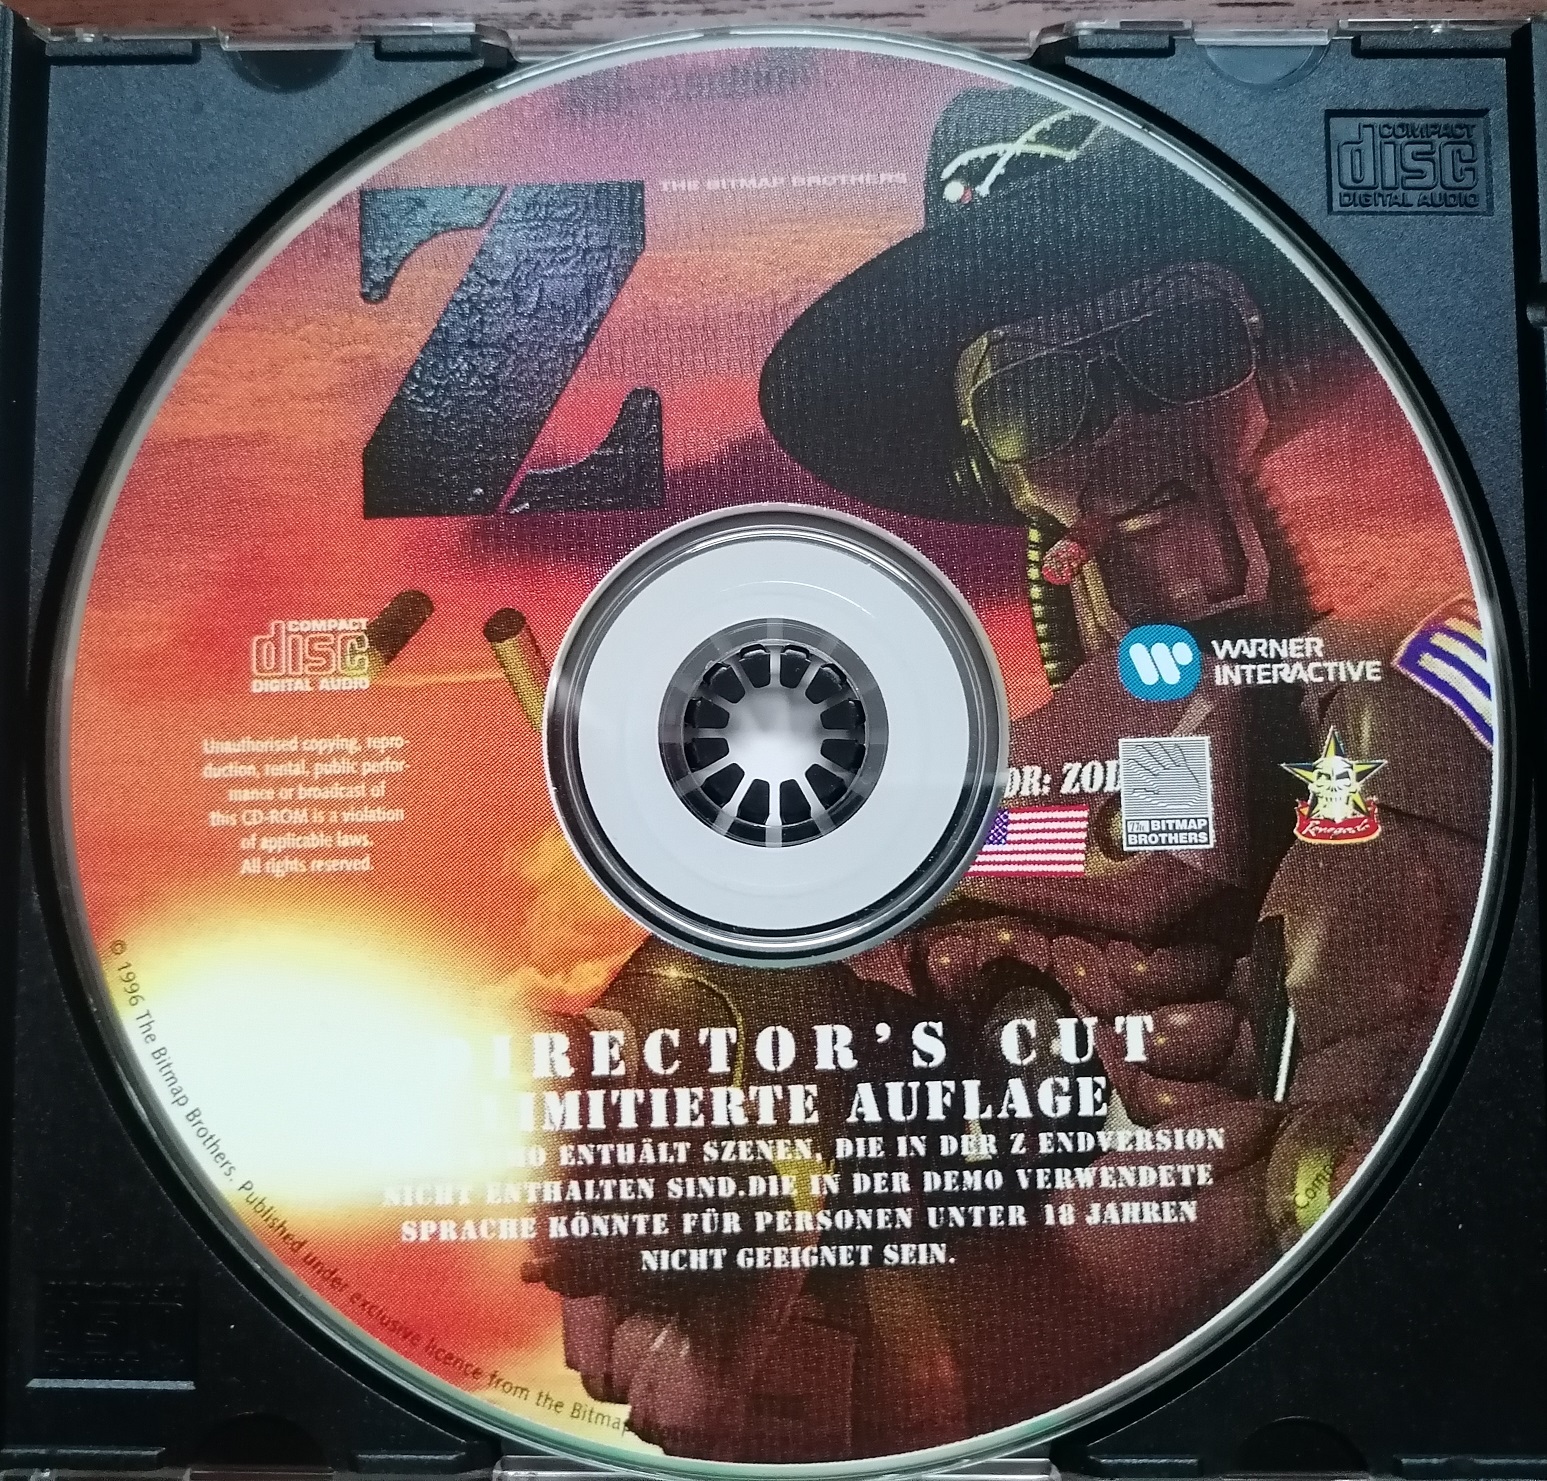 COMPACT
disc
DIGITAL AUDIO
Z
THE BITMAP BROTHERS
COMPACT
disc
DIGITAL AUDIO
Unauthorised copying, repro-
duction, rental, public perfor-
mance or broadcast of
this CD-ROM is a violation
of applicable laws.
All rights reserved
WARNER
INTERACTIVE
DR: ZOD
THE BITMAP
BROTHERS
Renegade
DIRECTOR'S CUT
LIMITIERTE AUFLAGE
ENTHÄLT SZENEN, DIE IN DER Z ENDVERSION
NICHT ENTHALTEN SIND.DIE IN DER DEMO VERWENDETE
SPRACHE KÖNNTE FÜR PERSONEN UNTER 18 JAHREN
NICHT GEEIGNET SEIN.
© 1996 The Bitmap Brothers. Published under exclusive licence from the Bitmap